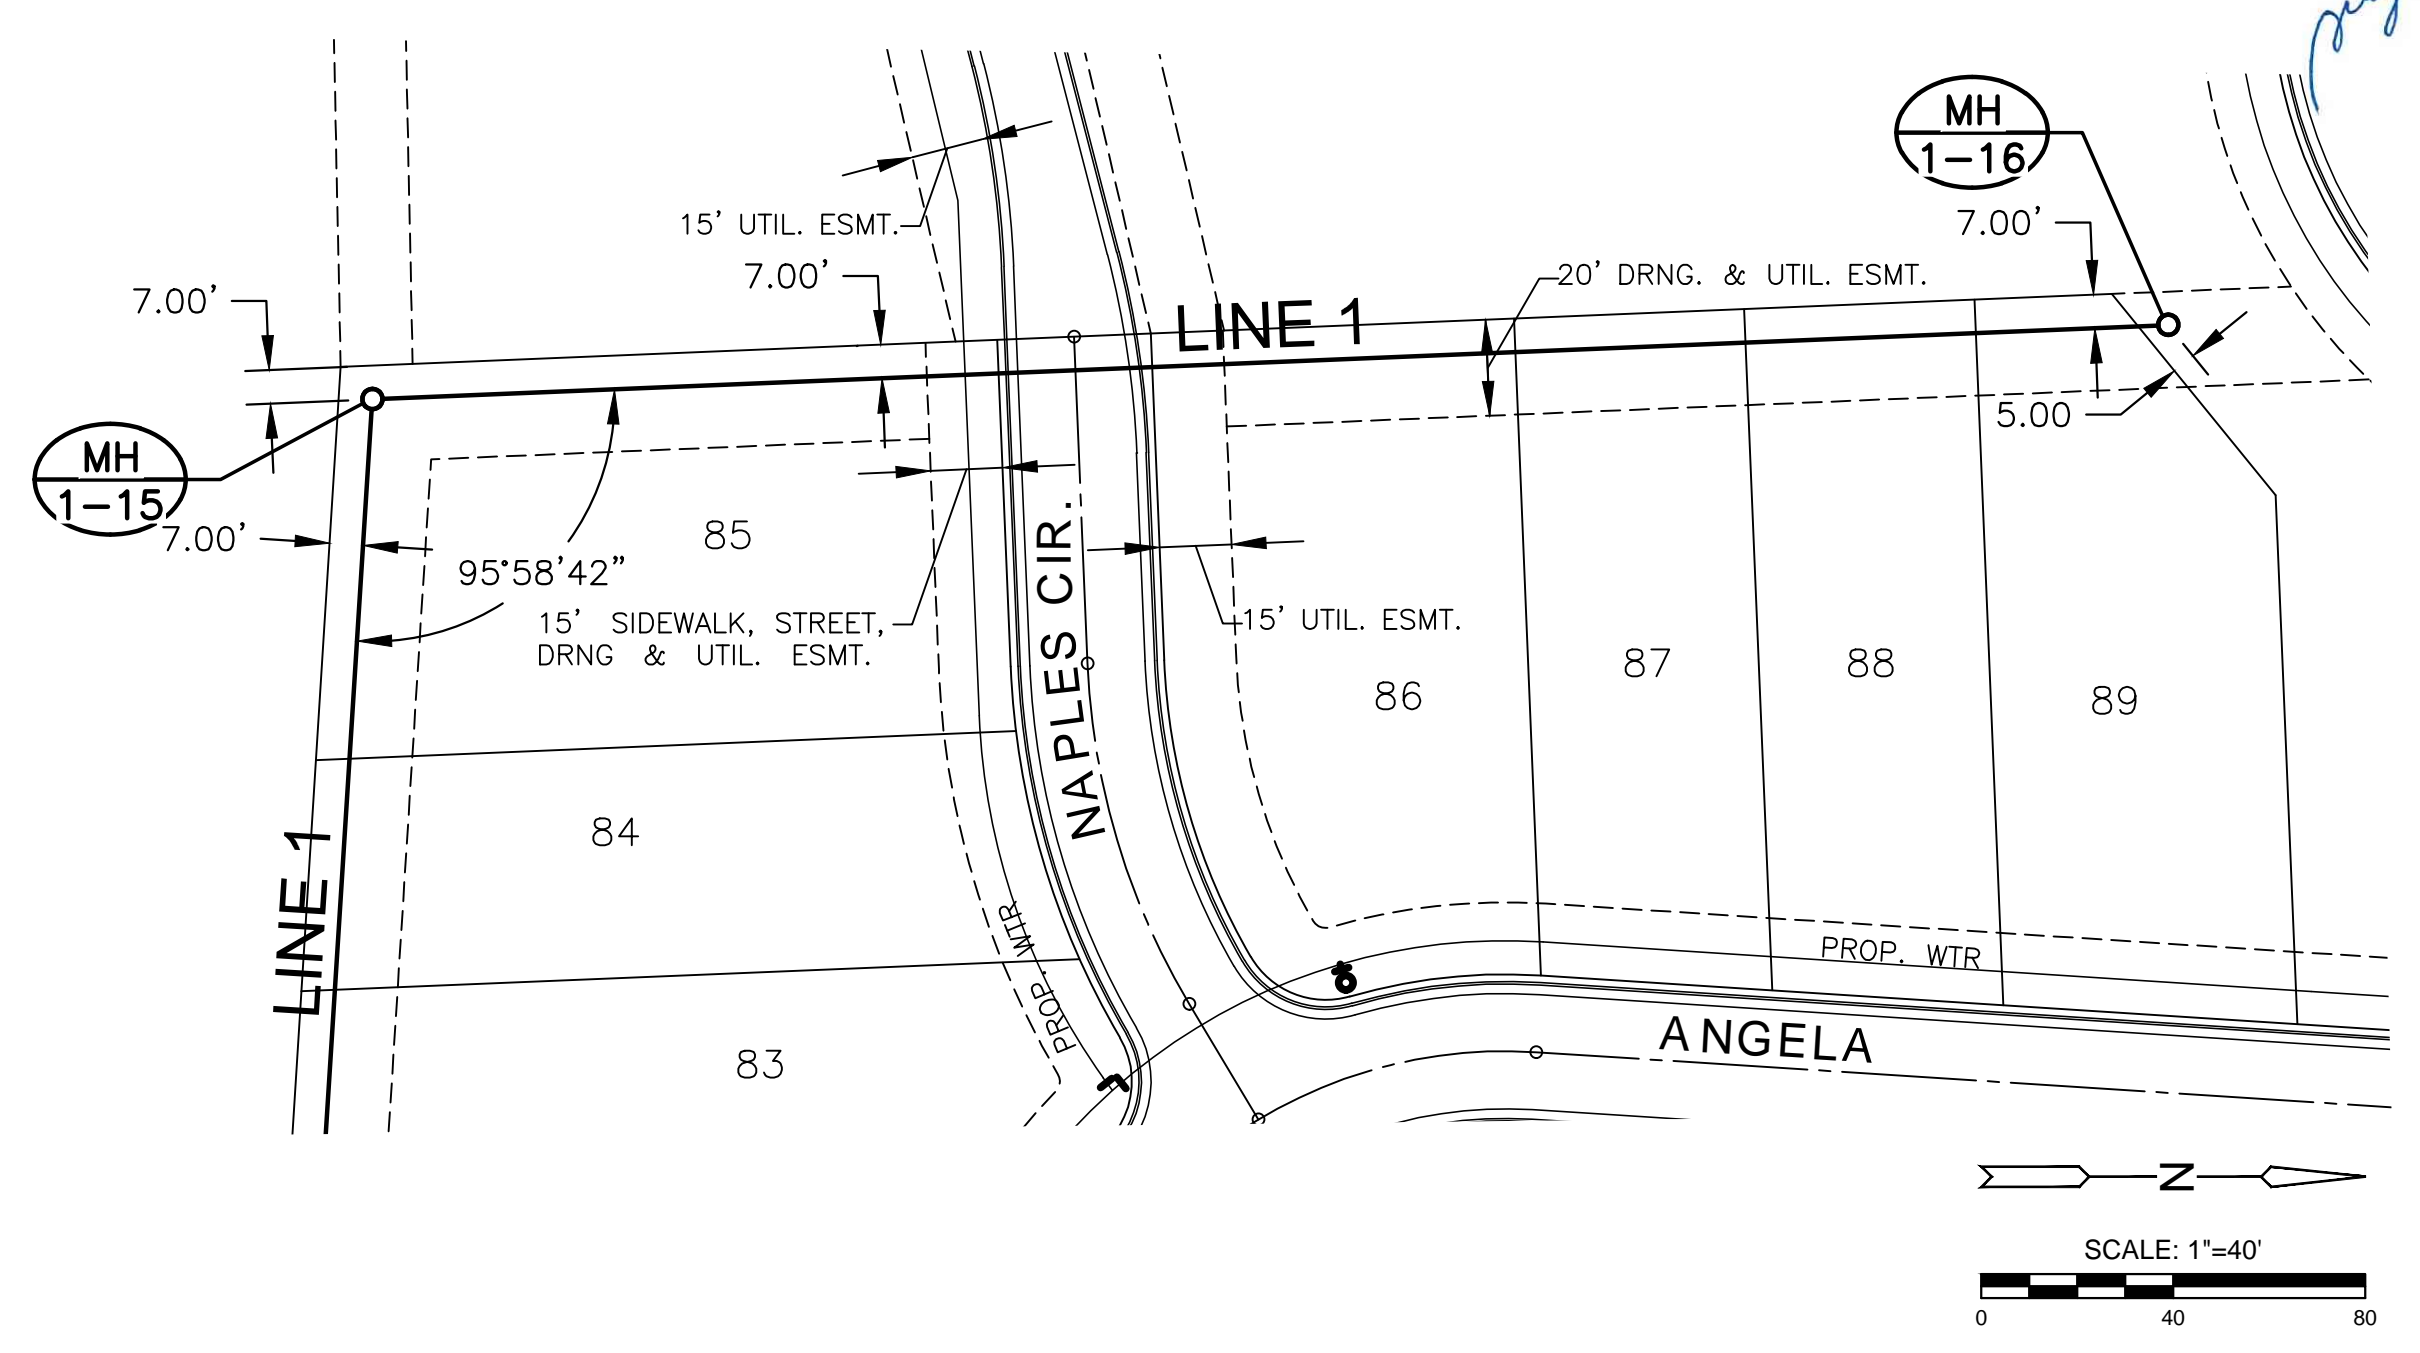 MH
1-16
7.00'
15' UTIL. ESMT.
7.00'
20' DRNG. & UTIL. ESMT.
7.00'
LINE 1
MH
1-15
5.00
7.00'
85
95°58'42"
15' SIDEWALK, STREET,
DRNG & UTIL. ESMT.
NAPLES CIR.
15' UTIL. ESMT.
86
87
88
89
84
LINE 1
PROP. WTR
PROP. WTR
83
ANGELA
N
SCALE: 1"=40'
0 40 80